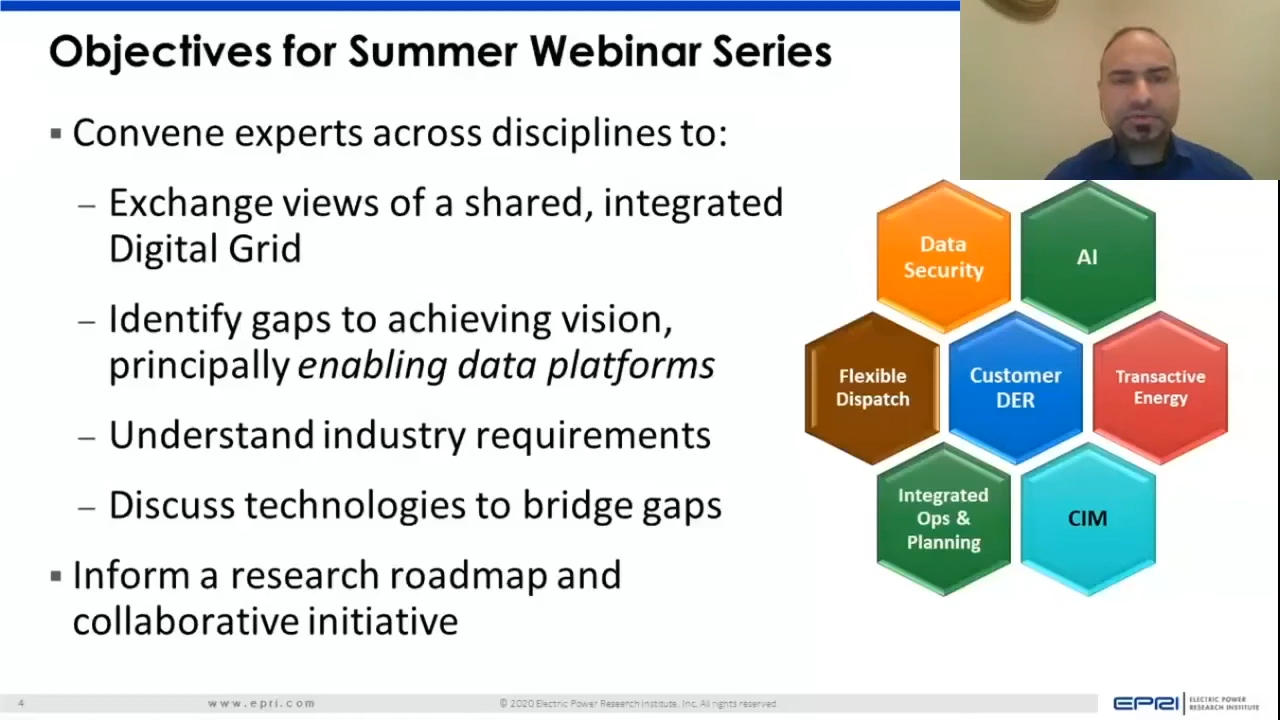 Objectives for Summer Webinar Series
▪ Convene experts across disciplines to:
– Exchange views of a shared, integrated
Digital Grid
– Identify gaps to achieving vision,
principally enabling data platforms
– Understand industry requirements
– Discuss technologies to bridge gaps
▪ Inform a research roadmap and
collaborative initiative
Data
Security
AI
Flexible
Dispatch
Customer
DER
Transactive
Energy
Integrated
Ops &
Planning
CIM
4
www.epri.com
© 2020 Electric Power Research Institute, Inc. All rights reserved.
EPRI
ELECTRIC POWER
RESEARCH INSTITUTE